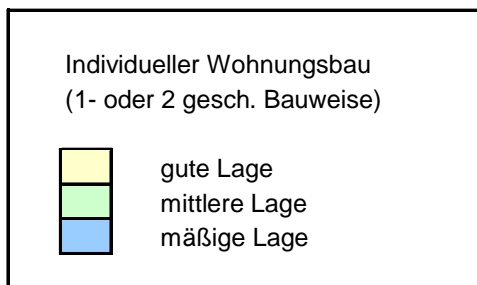 Individueller Wohnungsbau
(1- oder 2 gesch. Bauweise)
gute Lage
mittlere Lage
mäßige Lage